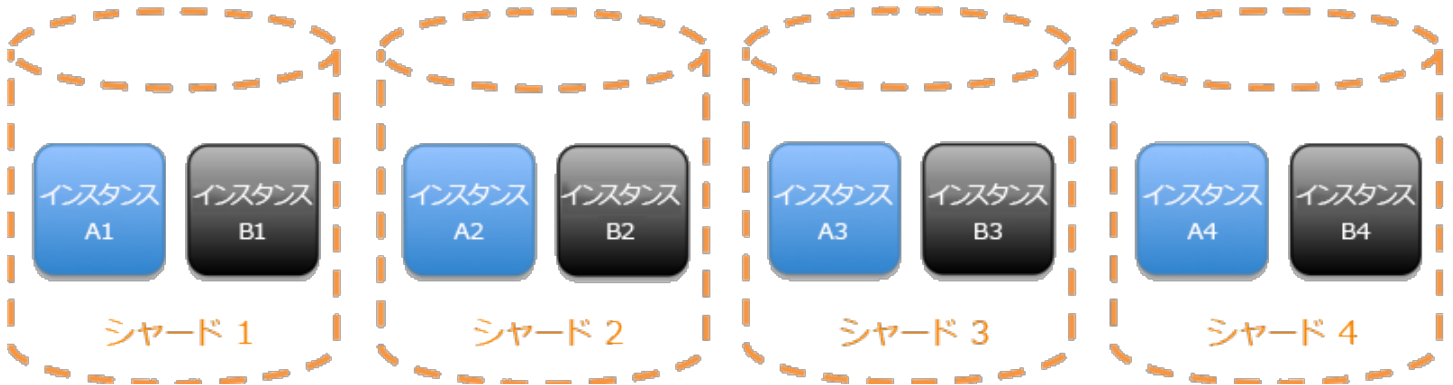 インスタンス
A1
インスタンス
B1
シャード 1
インスタンス
A2
インスタンス
B2
シャード 2
インスタンス
A3
インスタンス
B3
シャード 3
インスタンス
A4
インスタンス
B4
シャード 4